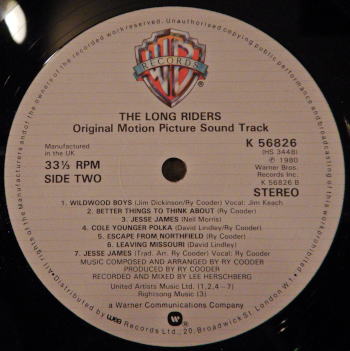 RECORDS
THE LONG RIDERS
Original Motion Picture Sound Track
Manufactured
in the UK
33⅓ RPM
SIDE TWO
K 56826
(HS 3448)
℗ 1980
Warner Bros.
Records Inc.
K 56826 B
STEREO
1. WILDWOOD BOYS (Jim Dickinson/Ry Cooder) Vocal: Jim Keach
2. BETTER THINGS TO THINK ABOUT (Ry Cooder)
3. JESSE JAMES (Neil Morris)
4. COLE YOUNGER POLKA (David Lindley/Ry Cooder)
5. ESCAPE FROM NORTHFIELD (Ry Cooder)
6. LEAVING MISSOURI (David Lindley)
7. JESSE JAMES (Trad. Arr. Ry Cooder) Vocal: Ry Cooder
MUSIC COMPOSED AND ARRANGED BY RY COODER
PRODUCED BY RY COODER
RECORDED AND MIXED BY LEE HERSCHBERG
United Artists Music Ltd. (1,2,4-7)
Rightsong Music (3)
a Warner Communications Company
All rights of the manufacturers and of the owner of the recorded work reserved. Unauthorised copying public performance and broadcasting of this work prohibited.
Distributed by wea Records Ltd., 20, Broadwick St, London W.1.